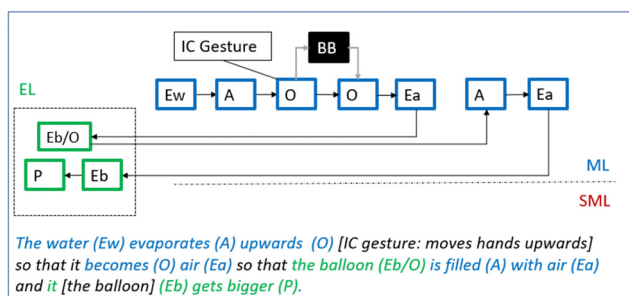 IC Gesture
BB
EL
Ew A O O Ea A Ea
Eb/O
P Eb
ML
SML
The water (Ew) evaporates (A) upwards (O) [IC gesture: moves hands upwards]
so that it becomes (O) air (Ea) so that the balloon (Eb/O) is filled (A) with air (Ea)
and it [the balloon] (Eb) gets bigger (P).